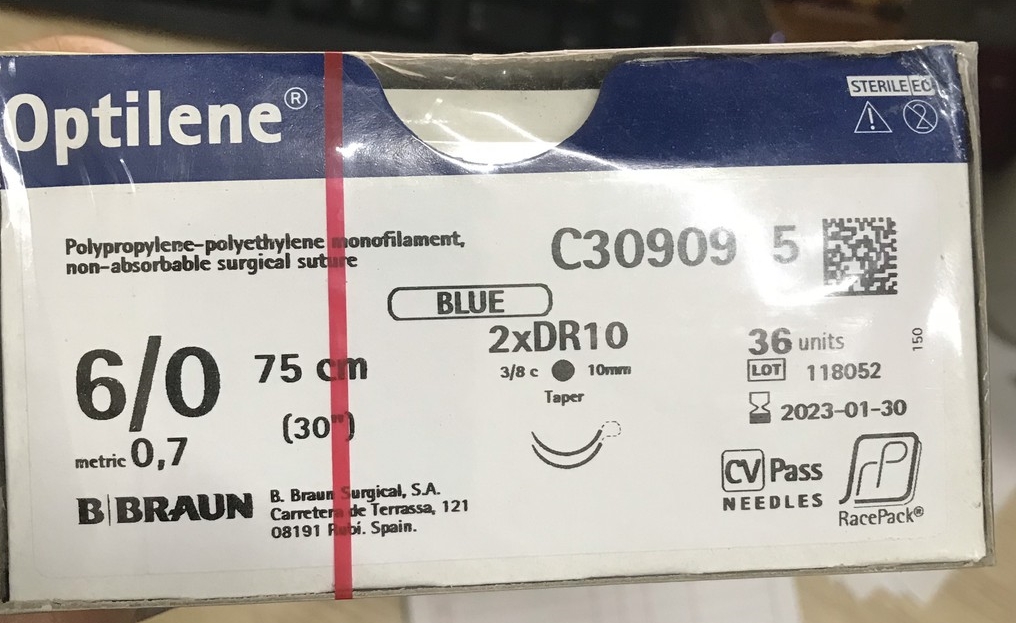 Optilene®
STERILE EO
Polypropylene-polyethylene monofilament,
non-absorbable surgical suture
C30909 5
BLUE
6/0
75 cm
(30")
metric 0,7
2xDR10
3/8 c 10mm
Taper
36 units
150
LOT 118052
2023-01-30
CV Pass
NEEDLES
RacePack®
B|BRAUN
B. Braun Surgical, S.A.
Carretera de Terrassa, 121
08191 Rubí. Spain.